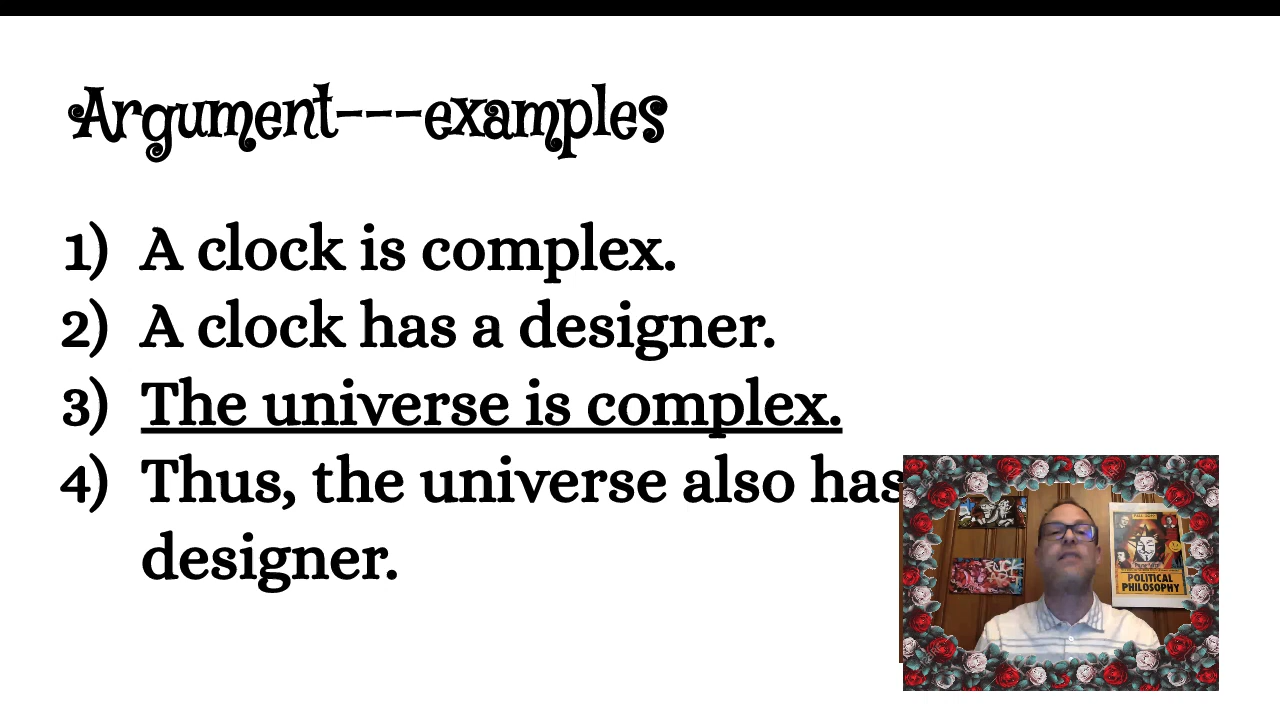 Argument---examples
1) A clock is complex.
2) A clock has a designer.
3) The universe is complex.
4) Thus, the universe also has
designer.
POLITICAL
PHILOSOPHY